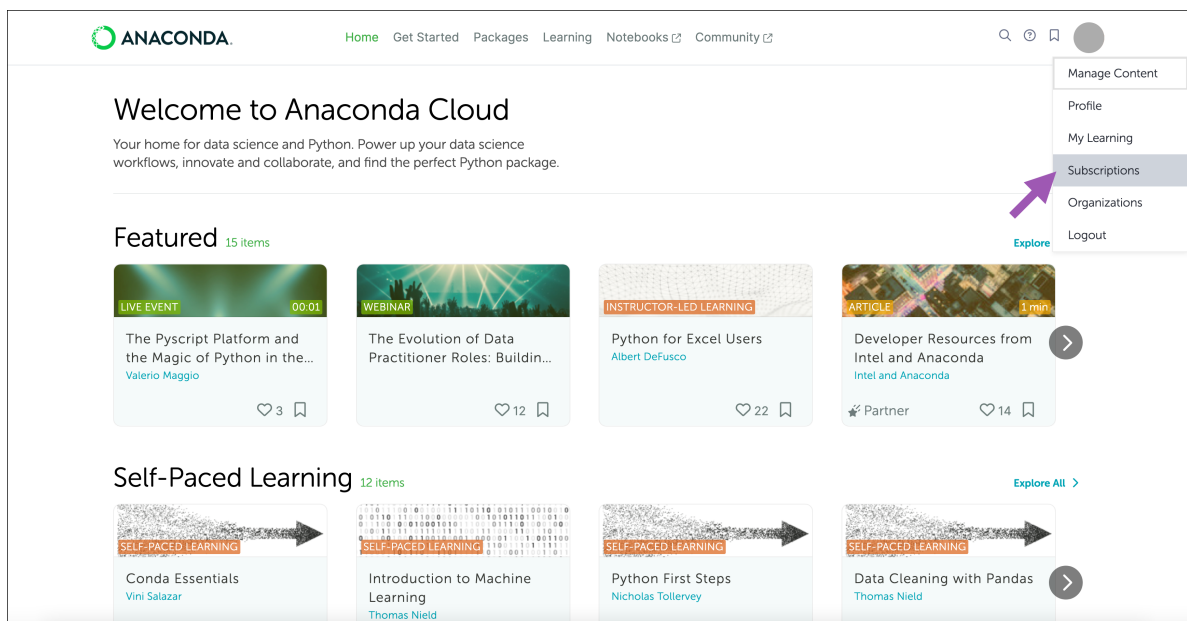 ANACONDA.
Home Get Started Packages Learning Notebooks Community
Manage Content
Profile
My Learning
Subscriptions
Organizations
Logout
Welcome to Anaconda Cloud
Your home for data science and Python. Power up your data science
workflows, innovate and collaborate, and find the perfect Python package.
Featured 15 items
Explore
LIVE EVENT 00:01
The Pyscript Platform and
the Magic of Python in the...
Valerio Maggio
3
WEBINAR
The Evolution of Data
Practitioner Roles: Buildin...
12
INSTRUCTOR-LED LEARNING
Python for Excel Users
Albert DeFusco
22
ARTICLE 1 min
Developer Resources from
Intel and Anaconda
Intel and Anaconda
Partner 14
Self-Paced Learning 12 items
Explore All
SELF-PACED LEARNING
Conda Essentials
Vini Salazar
SELF-PACED LEARNING
Introduction to Machine
Learning
Thomas Nield
SELF-PACED LEARNING
Python First Steps
Nicholas Tollervey
SELF-PACED LEARNING
Data Cleaning with Pandas
Thomas Nield